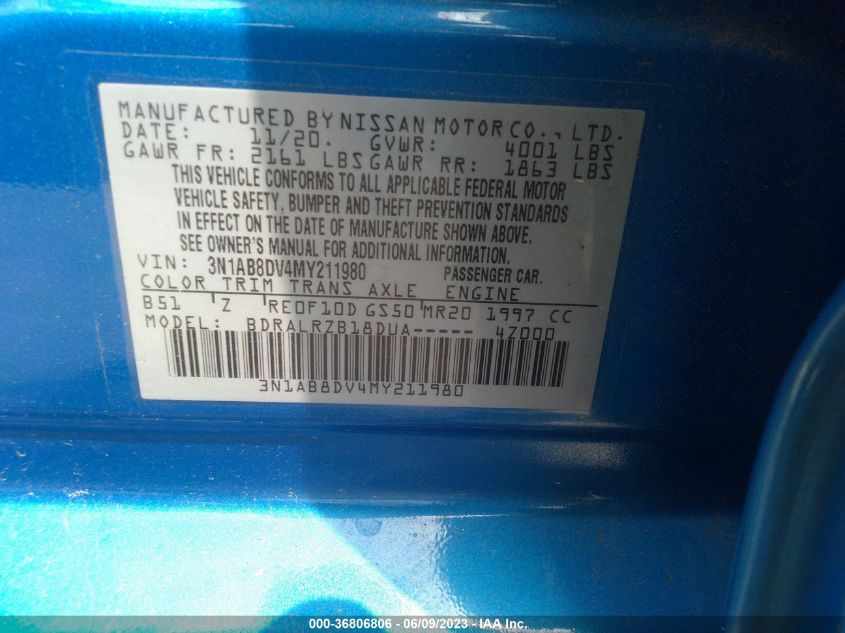 MANUFACTURED BY NISSAN MOTOR CO., LTD.
DATE: 11/20. GVWR: 4001 LBS
GAWR FR: 2161 LBS GAWR RR: 1863 LBS
THIS VEHICLE CONFORMS TO ALL APPLICABLE FEDERAL MOTOR
VEHICLE SAFETY, BUMPER AND THEFT PREVENTION STANDARDS
IN EFFECT ON THE DATE OF MANUFACTURE SHOWN ABOVE.
SEE OWNER'S MANUAL FOR ADDITIONAL INFORMATION.
VIN: 3N1AB8DV4MY211980 PASSENGER CAR.
COLOR TRIM TRANS AXLE ENGINE
B51 Z RE0F10D GS50 MR20 1997 CC
MODEL BDRALRZB18DUA----- 4Z000
3N1AB8DV4MY211980
000-36806806 / 06/09/2023 - IAAI.com